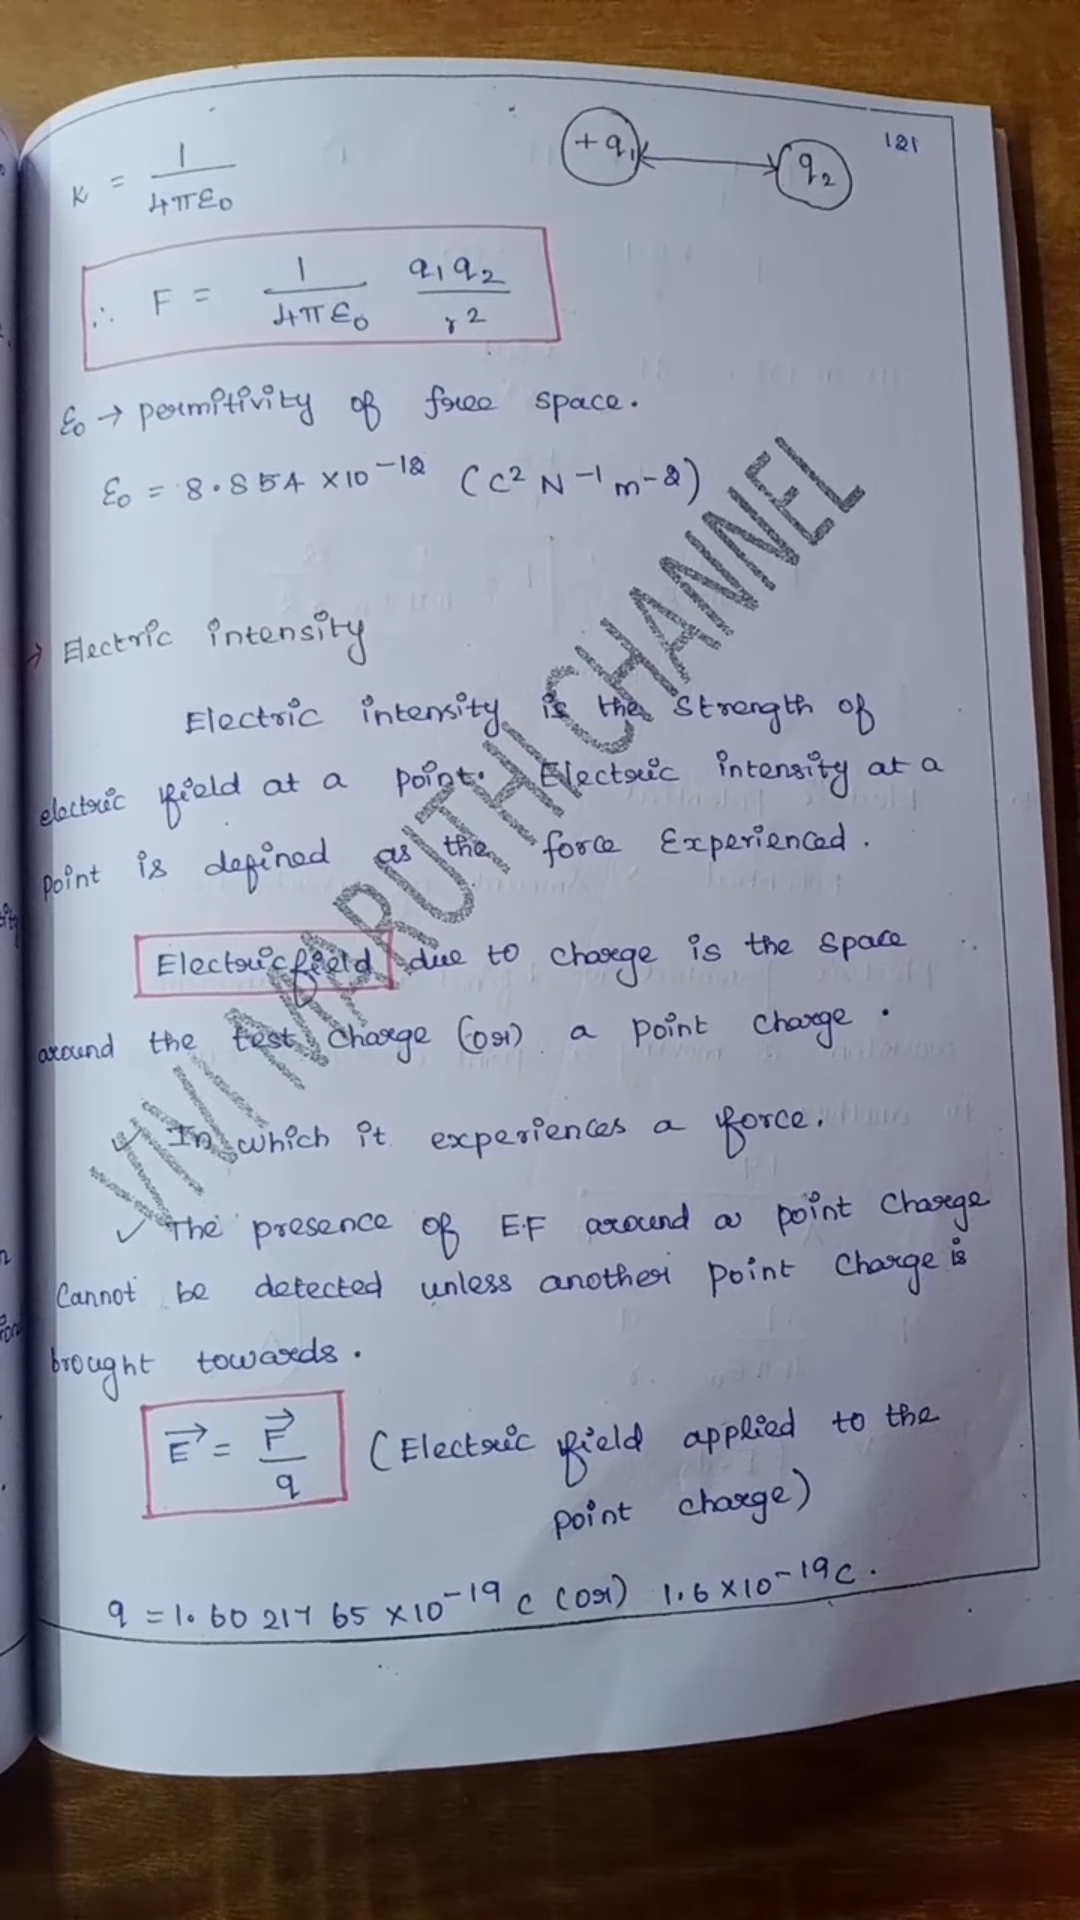 121
+q1 q2
K = 1/4πε0
∴ F = 1/4πε0 q1q2/r2
ε0 → permitivity of free space.
ε0 = 8.854 × 10-12 (C2 N-1 m-2)
→ Electric intensity
Electric intensity is the strength of
electric field at a point. Electric intensity at a
point is defined as the force Experienced.
Electric field due to charge is the space
around the test charge (or) a point charge.
✓ In which it experiences a force.
✓ The presence of E.F around a point charge
Cannot be detected unless another point charge is
brought towards.
E→ = F→/q (Electric field applied to the
point charge)
q = 1.60 217 65 × 10-19 C (or) 1.6 × 10-19 C.
VIVI MARUTHI CHANNEL